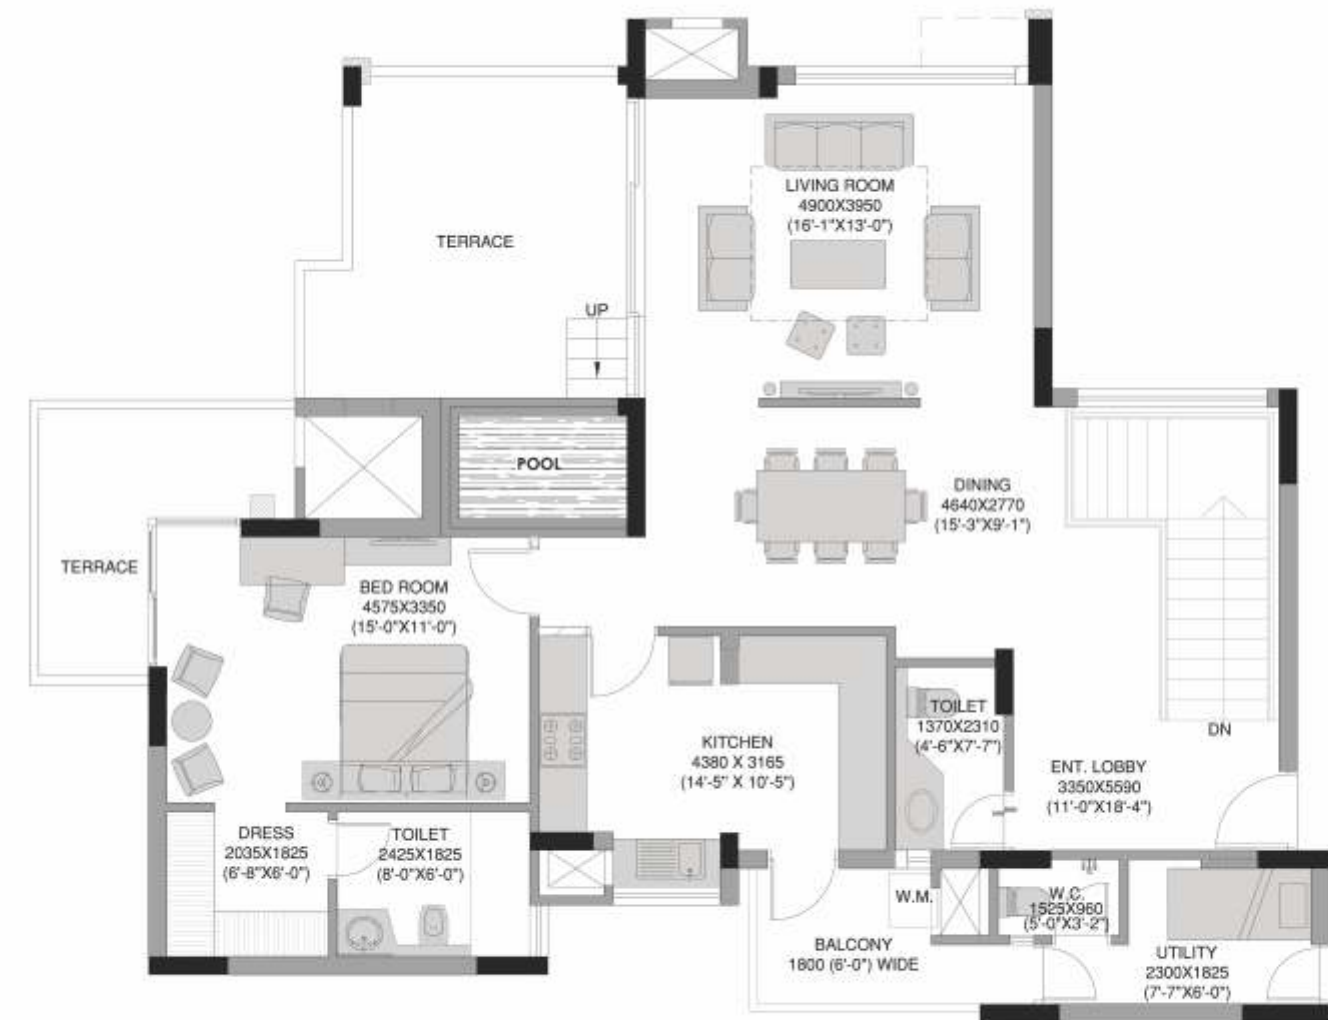 LIVING ROOM
4900X3950
(16'-1"X13'-0")
TERRACE
UP
POOL
DINING
4640X2770
(15'-3"X9'-1")
TERRACE
BED ROOM
4575X3350
(15'-0"X11'-0")
TOILET
1370X2310
(4'-6"X7'-7")
DN
KITCHEN
4380 X 3165
(14'-5" X 10'-5")
ENT. LOBBY
3350X5590
(11'-0"X18'-4")
DRESS
2035X1825
(6'-8"X6'-0")
TOILET
2425X1825
(8'-0"X6'-0")
W.M.
W.C.
1525X960
(5'-0"X3'-2")
BALCONY
1800 (6'-0") WIDE
UTILITY
2300X1825
(7'-7"X6'-0")